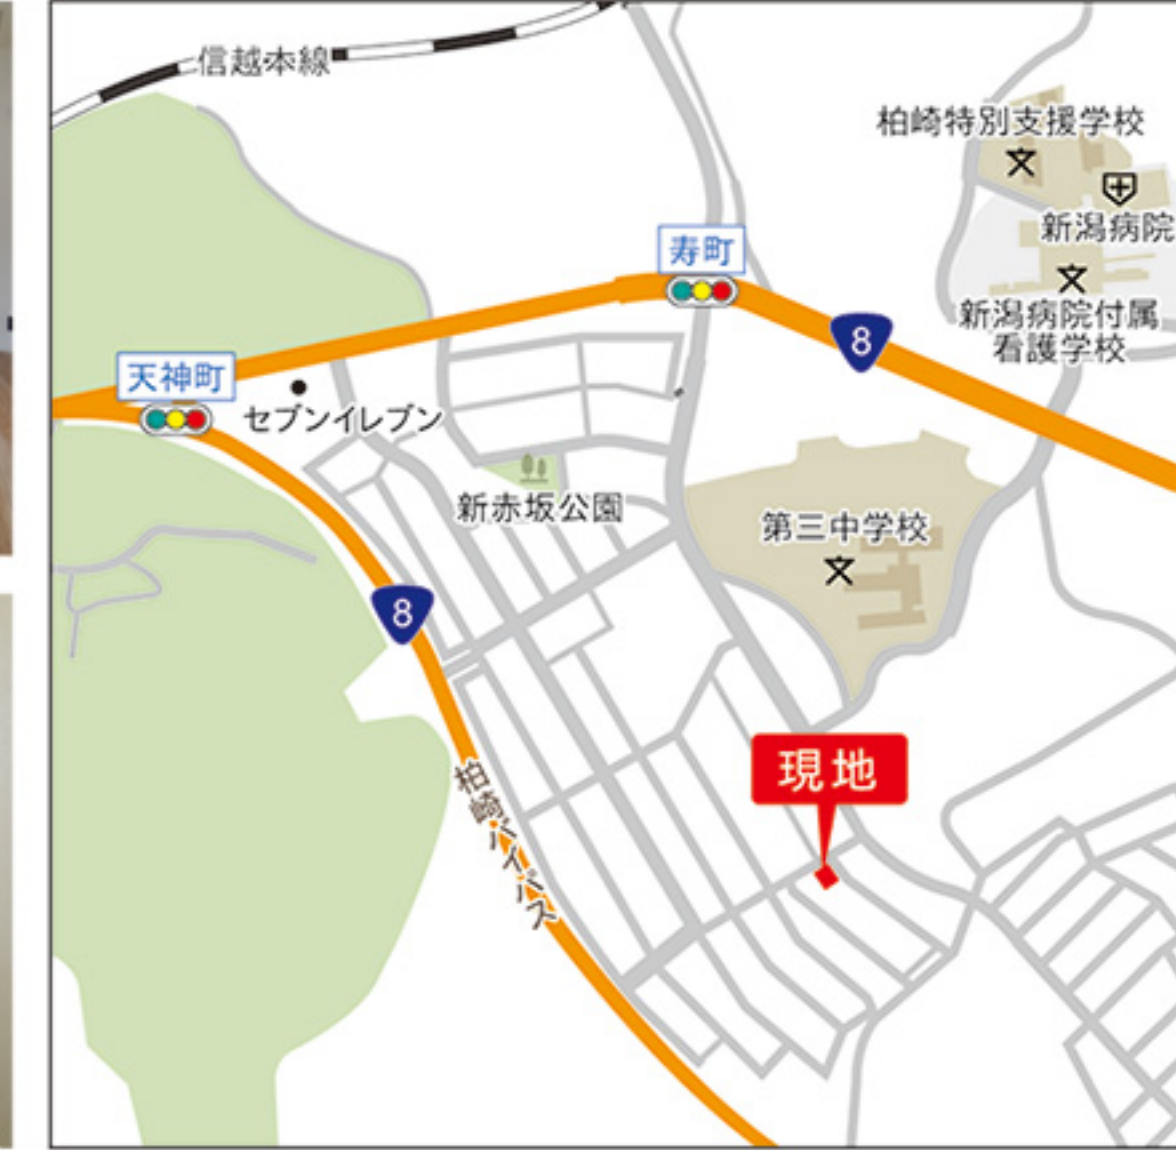 信越本線
柏崎特別支援学校
新潟病院
寿町
新潟病院付属
看護学校
8
天神町
セブンイレブン
新赤坂公園
第三中学校
8
現地
柏崎バイパス